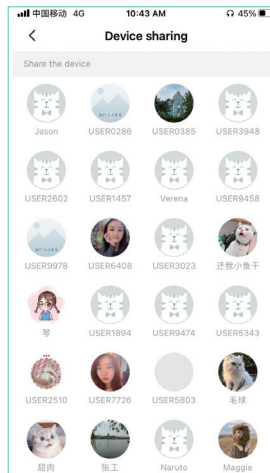 中国移动 4G 10:43 AM 45%
Device sharing
Share the device
Jason USER0286 USER0385 USER3948
USER2602 USER1457 Verena USER9458
USER9978 USER6408 USER3023 还我小鱼干
琴 USER1894 USER9474 USER5343
USER2510 USER7726 USER5803 毛球
甜肉 张工 Naruto Maggie